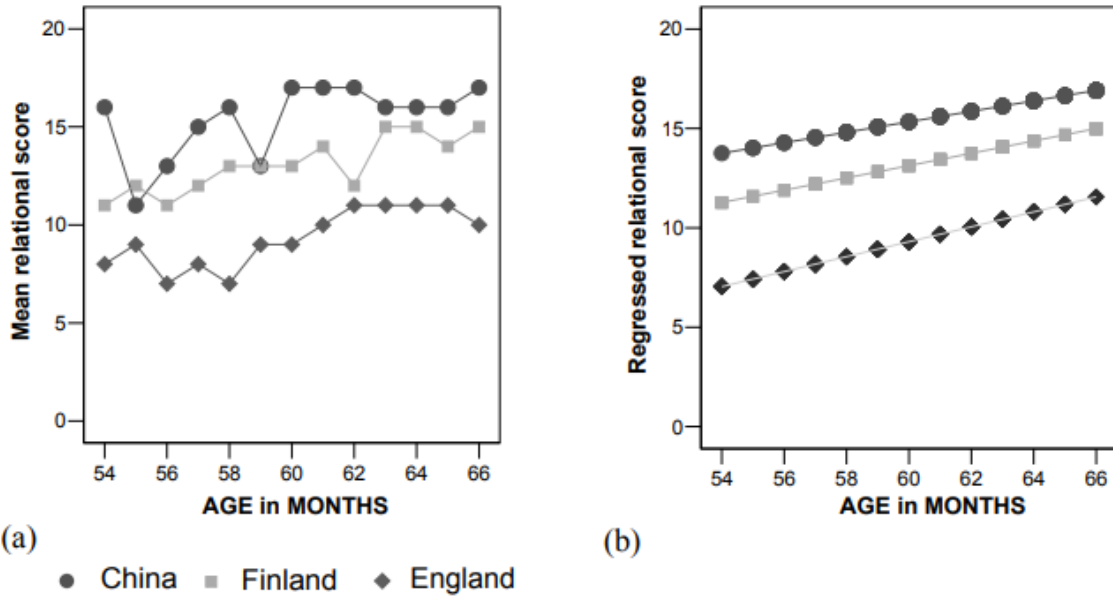 20
15
10
5
0
Mean relational score
54 56 58 60 62 64 66
AGE in MONTHS
(a)
20
15
10
5
0
Regressed relational score
54 56 58 60 62 64 66
AGE in MONTHS
(b)
China Finland England